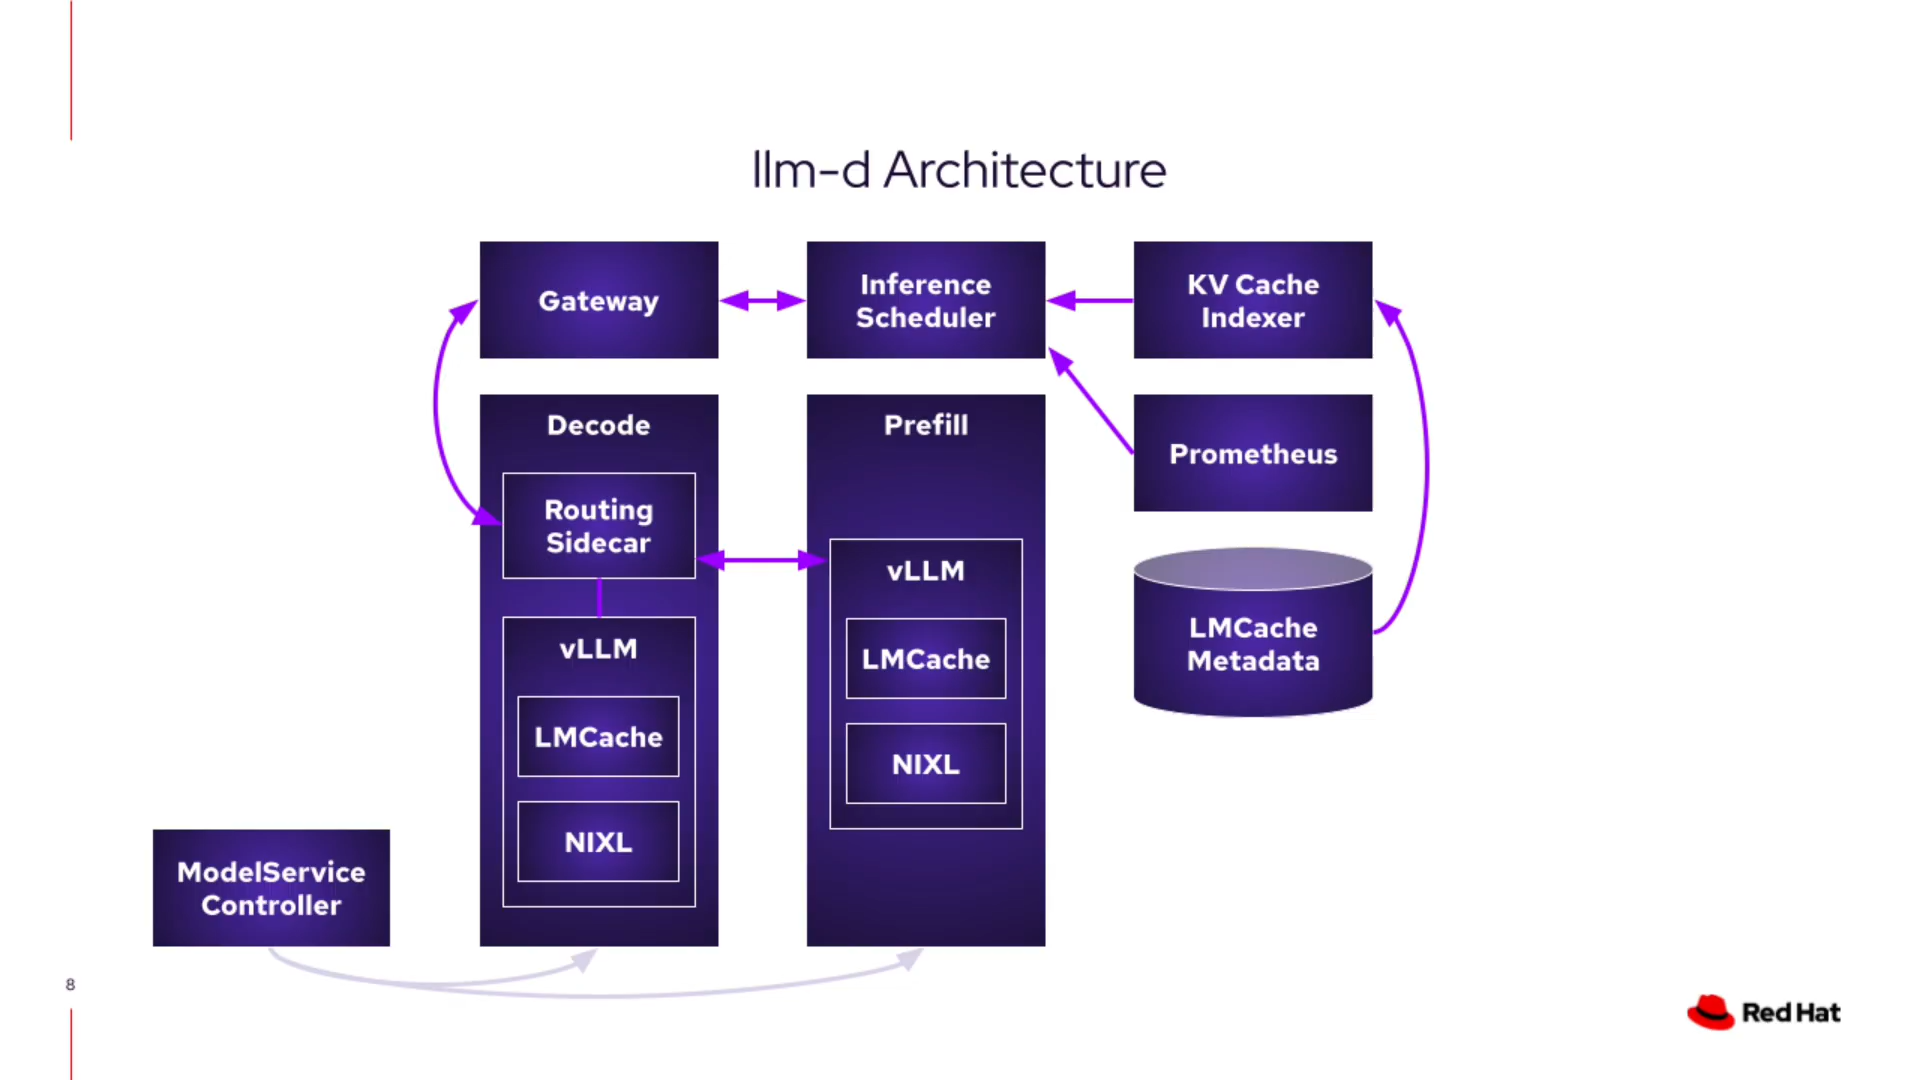 llm-d Architecture
Gateway
Inference
Scheduler
KV Cache
Indexer
Decode
Routing
Sidecar
vLLM
LMCache
NIXL
Prefill
vLLM
LMCache
NIXL
Prometheus
LMCache
Metadata
ModelService
Controller
8
Red Hat